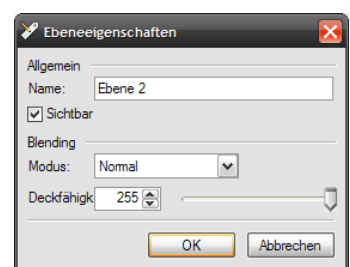 Ebeneeigenschaften
Allgemein
Name: Ebene 2
Sichtbar
Blending
Modus: Normal
Deckfähigk 255
OK Abbrechen